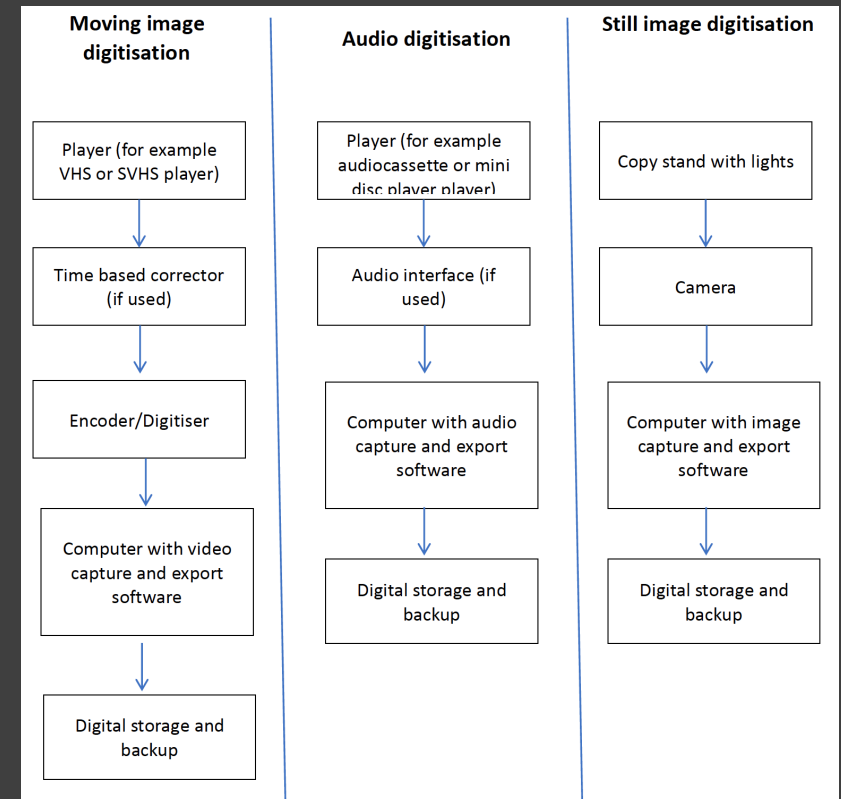 Moving image
digitisation
Player (for example
VHS or SVHS player)
Time based corrector
(if used)
Encoder/Digitiser
Computer with video
capture and export
software
Digital storage and
backup
Audio digitisation
Player (for example
audiocassette or mini
disc player player)
Audio interface (if
used)
Computer with audio
capture and export
software
Digital storage and
backup
Still image digitisation
Copy stand with lights
Camera
Computer with image
capture and export
software
Digital storage and
backup